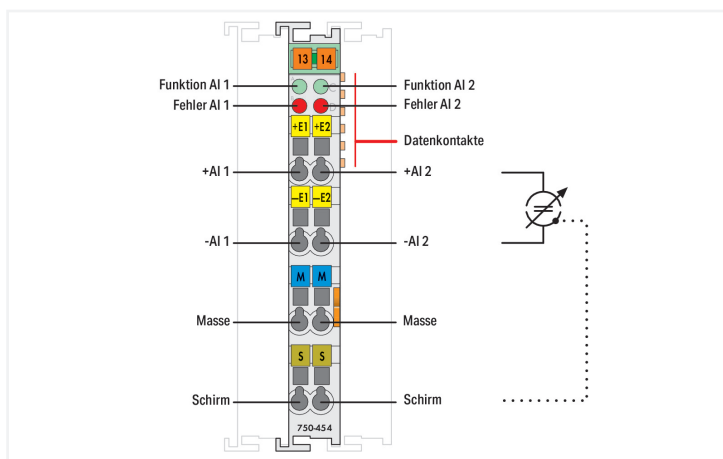 13 14
Funktion AI 1
Funktion AI 2
Fehler AI 1
Fehler AI 2
+E1 +E2
Datenkontakte
+AI 1
+AI 2
–E1 –E2
-AI 1
-AI 2
M M
Masse
Masse
S S
Schirm
Schirm
750-454